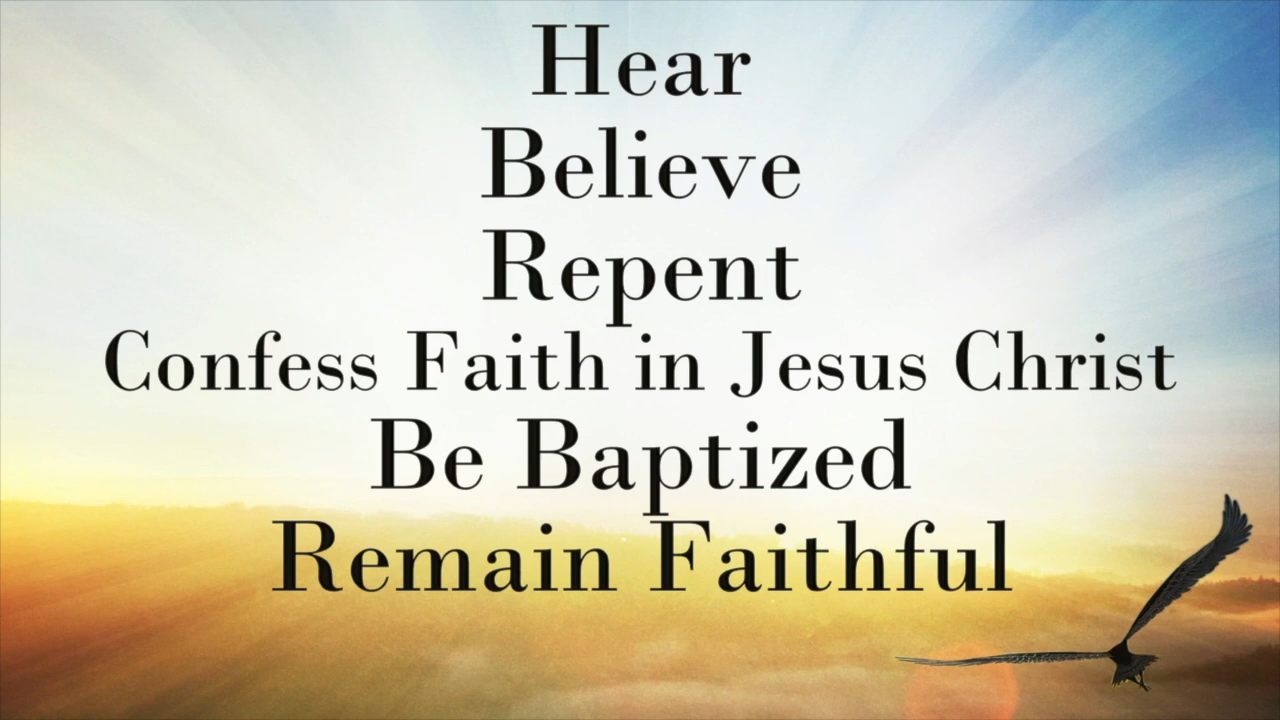 Hear
Believe
Repent
Confess Faith in Jesus Christ
Be Baptized
Remain Faithful